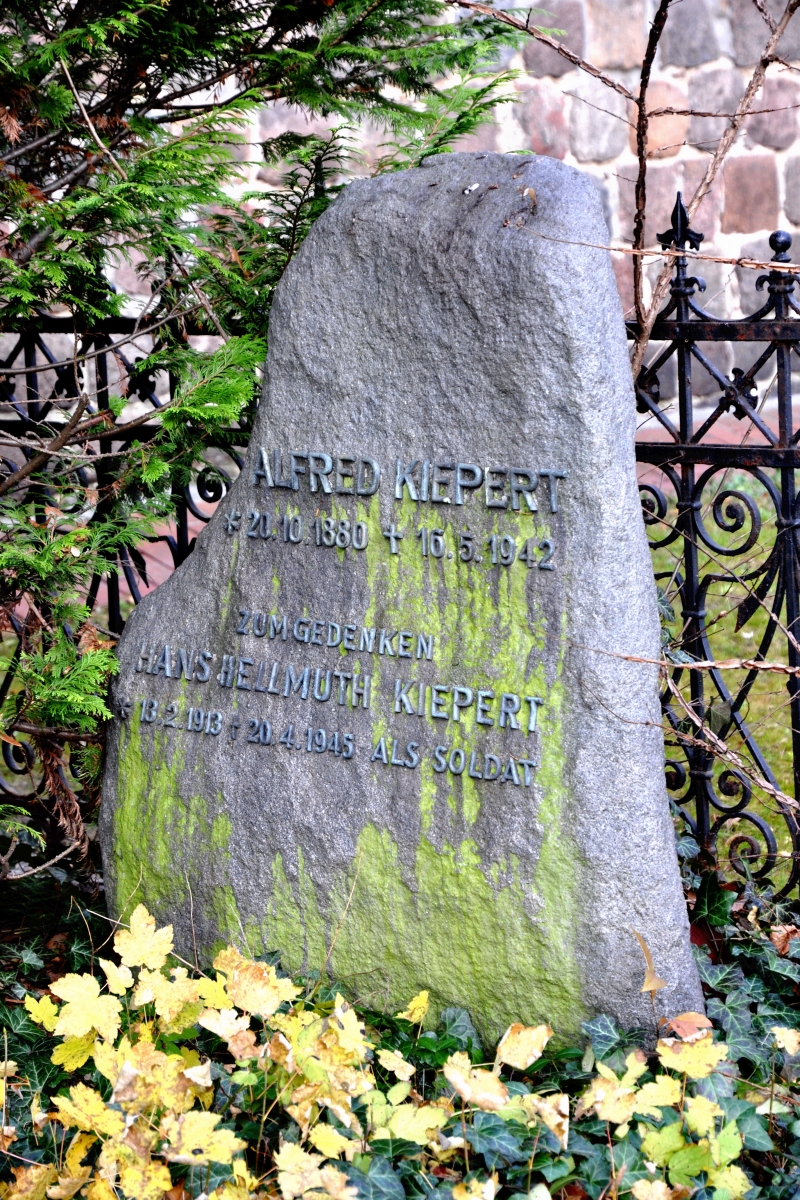 ALFRED KIEPERT
* 20.10.1880 ✝ 16.5.1942
ZUM GEDENKEN
HANS HELLMUTH KIEPERT
* 13.2.1913 ✝ 20.4.1945 ALS SOLDAT